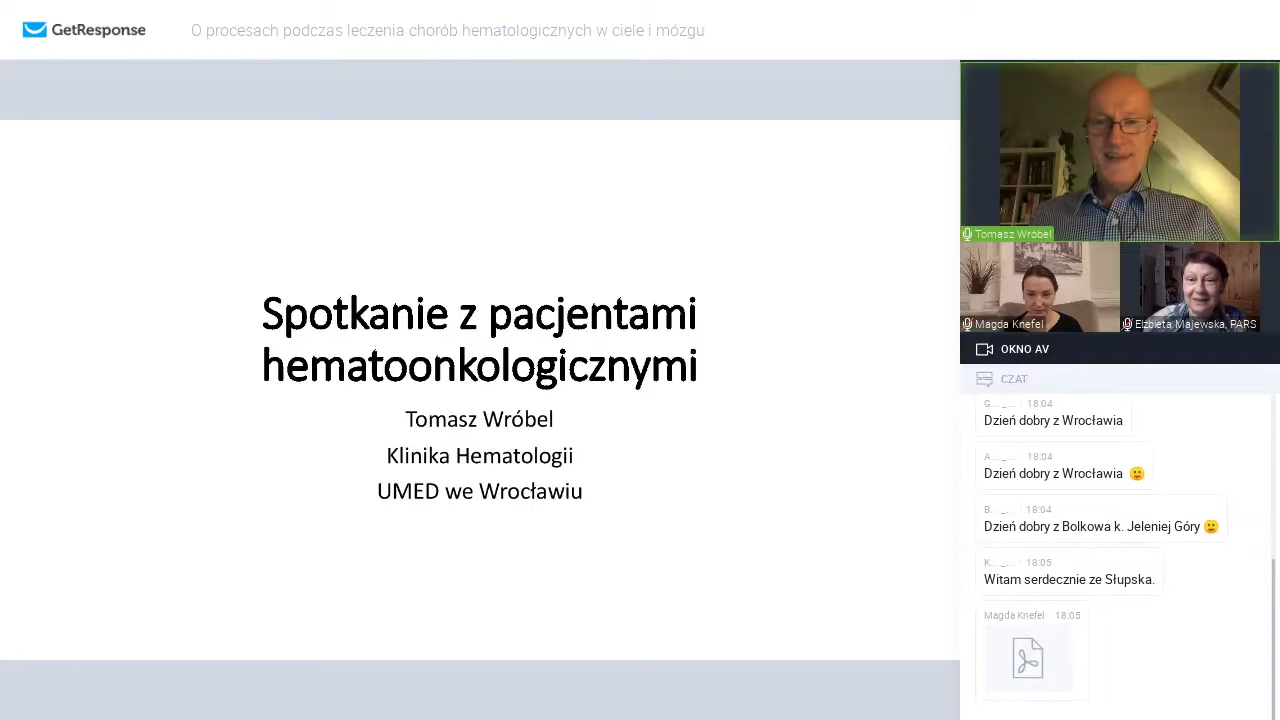 GetResponse
O procesach podczas leczenia chorób hematologicznych w ciele i mózgu
Spotkanie z pacjentami
hematoonkologicznymi
Tomasz Wróbel
Klinika Hematologii
UMED we Wrocławiu
Tomasz Wróbel
Magda Knefel
Elżbieta Majewska, PARS
OKNO AV
CZAT
G... _... 18:04
Dzień dobry z Wrocławia
A... _... 18:04
Dzień dobry z Wrocławia 🙂
B... _... 18:04
Dzień dobry z Bolkowa k. Jeleniej Góry 🙂
K... _... 18:05
Witam serdecznie ze Słupska.
Magda Knefel 18:05